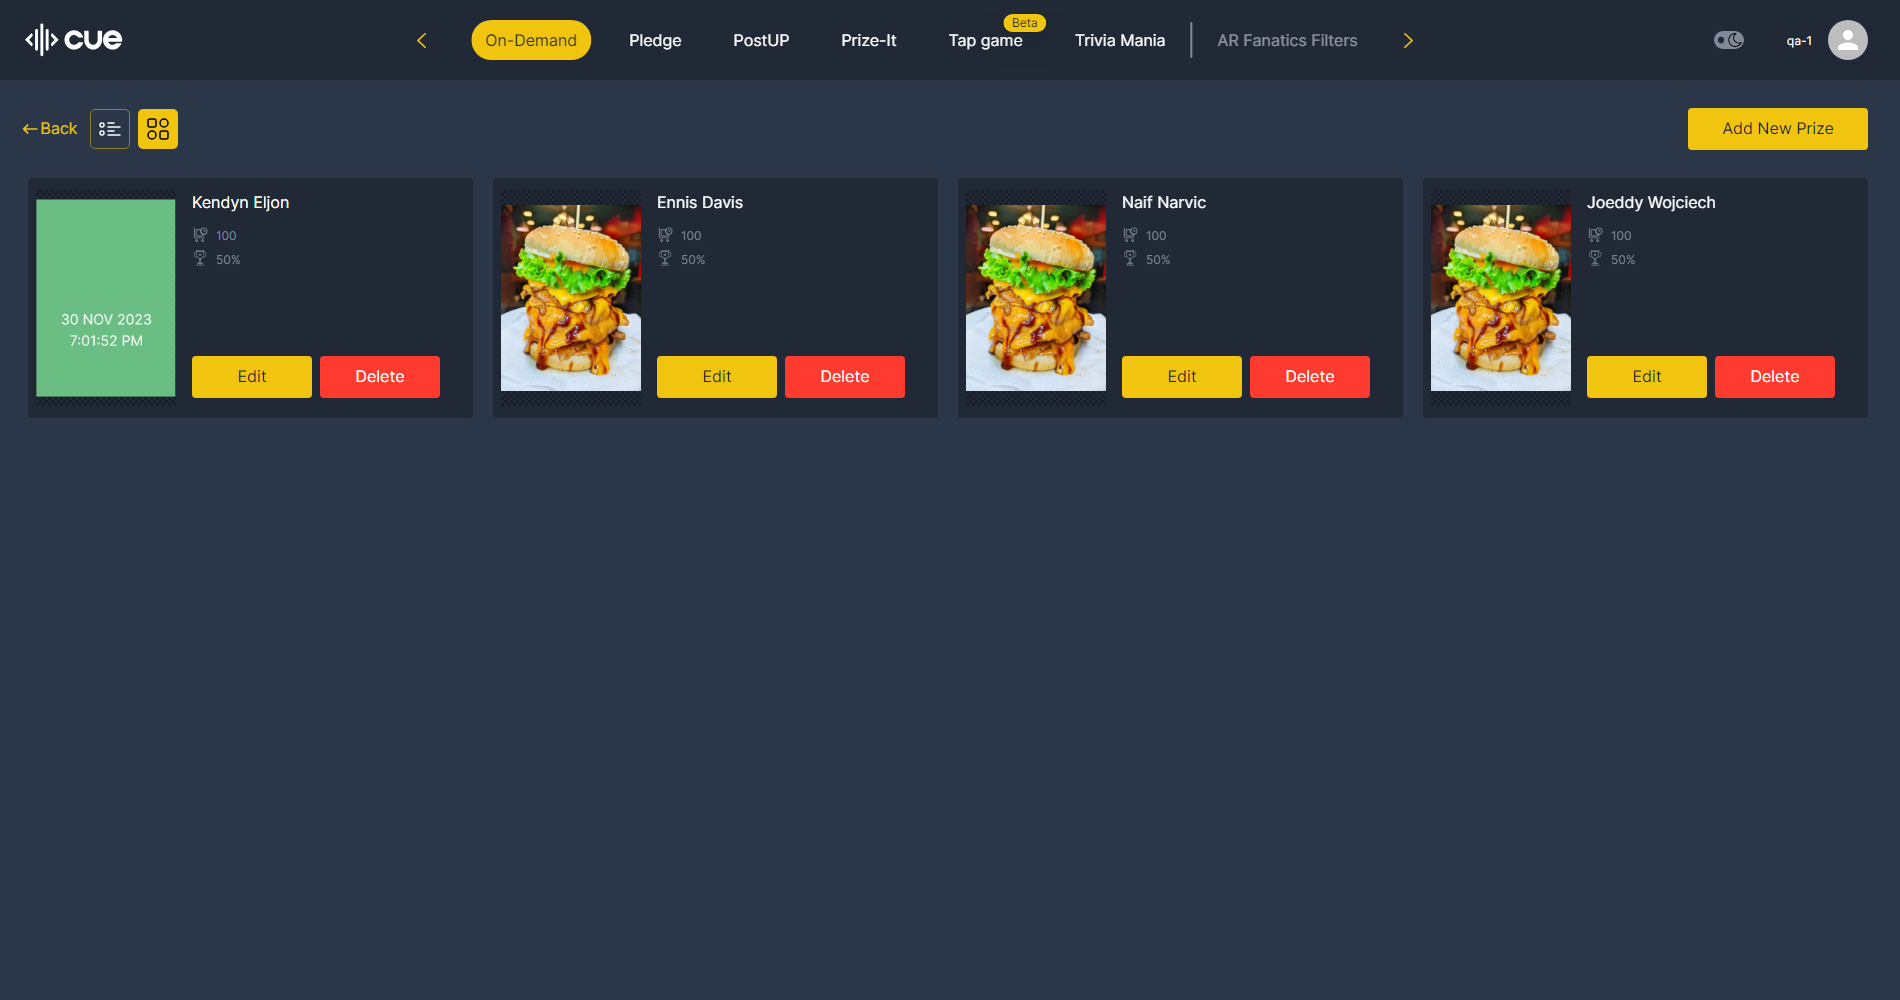 cue
On-Demand
Pledge
PostUP
Prize-It
Tap game
Beta
Trivia Mania
AR Fanatics Filters
qa-1
Back
Add New Prize
30 NOV 2023
7:01:52 PM
Kendyn Eljon
100
50%
Edit
Delete
Ennis Davis
100
50%
Edit
Delete
Naif Narvic
100
50%
Edit
Delete
Joeddy Wojciech
100
50%
Edit
Delete